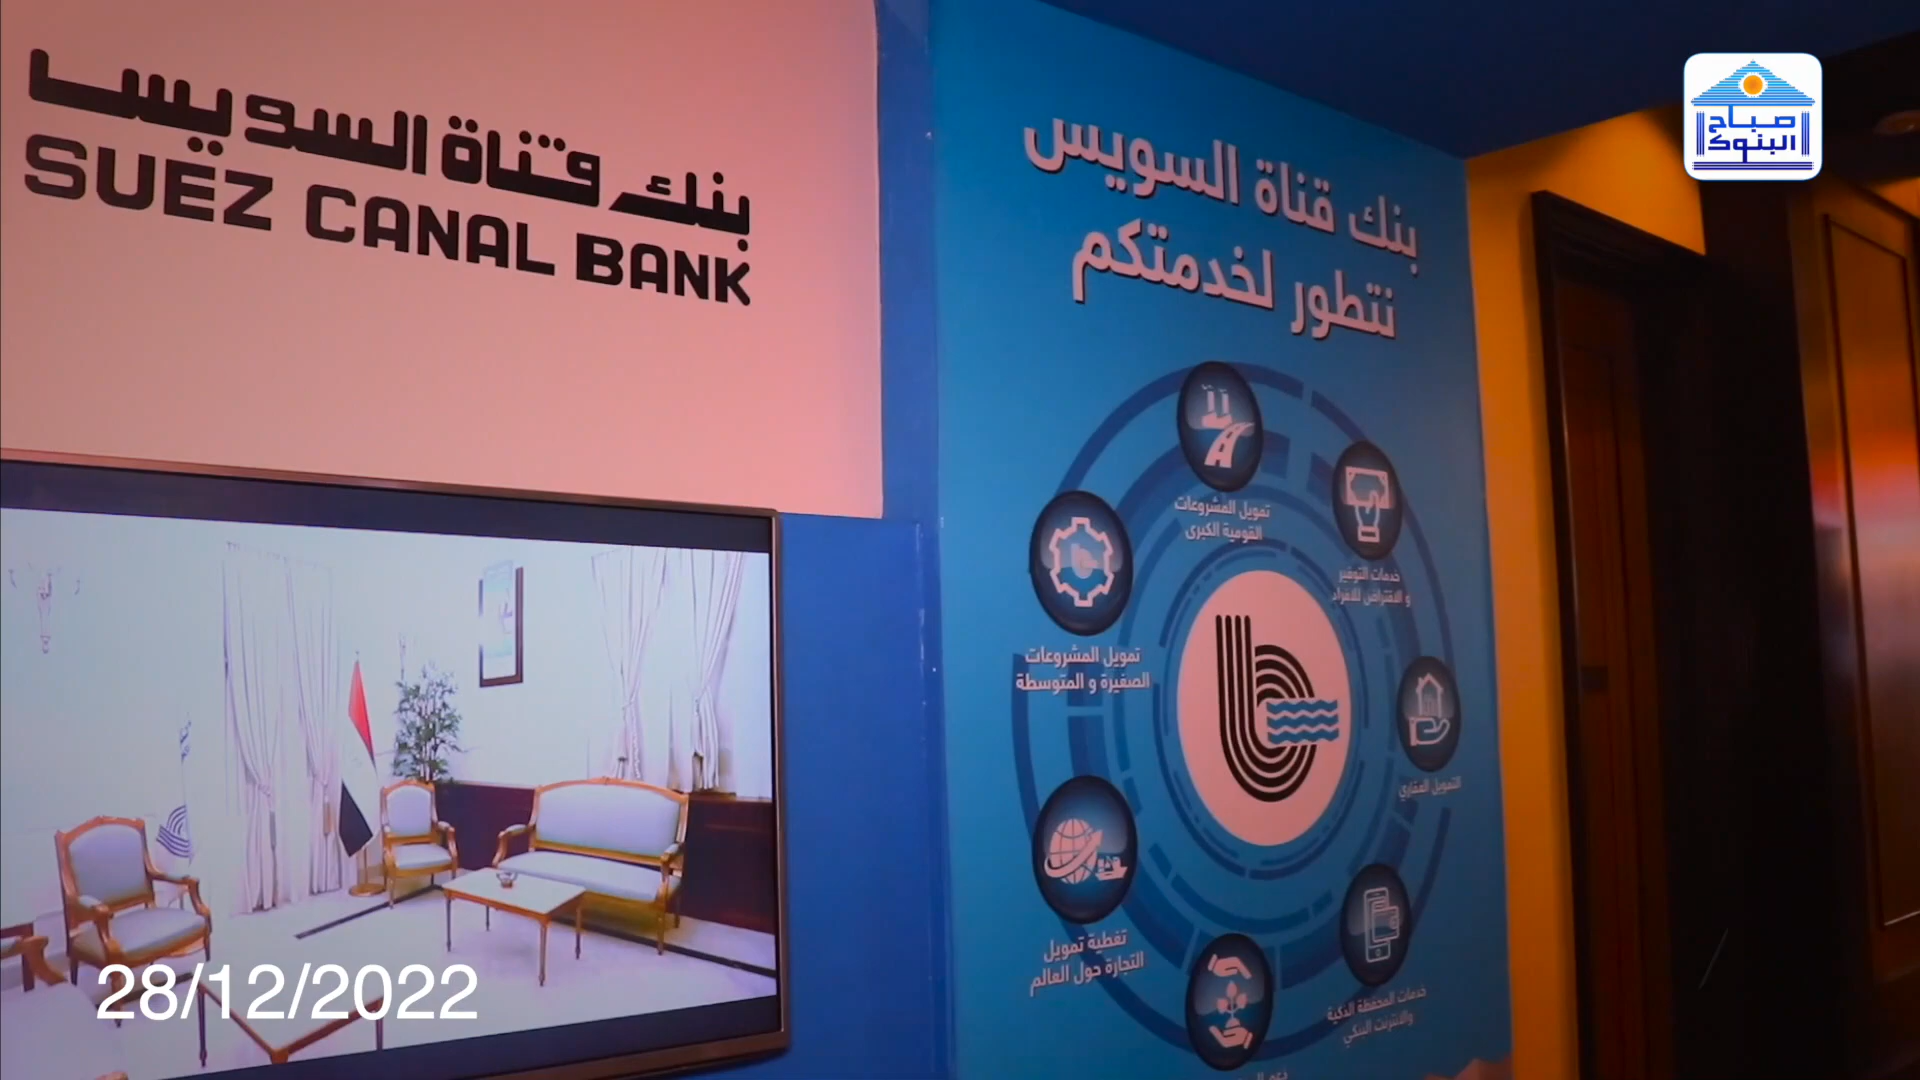 بنك قناة السويس
SUEZ CANAL BANK
صباح
البنوك
بنك قناة السويس
نتطور لخدمتكم
تمويل المشروعات
القومية الكبرى
خدمات التوفير
و الاقتراض للافراد
تمويل المشروعات
الصغيرة و المتوسطة
التمويل العقاري
تغطية تمويل
التجارة حول العالم
خدمات المحفظة الذكية
والانترنت البنكي
28/12/2022